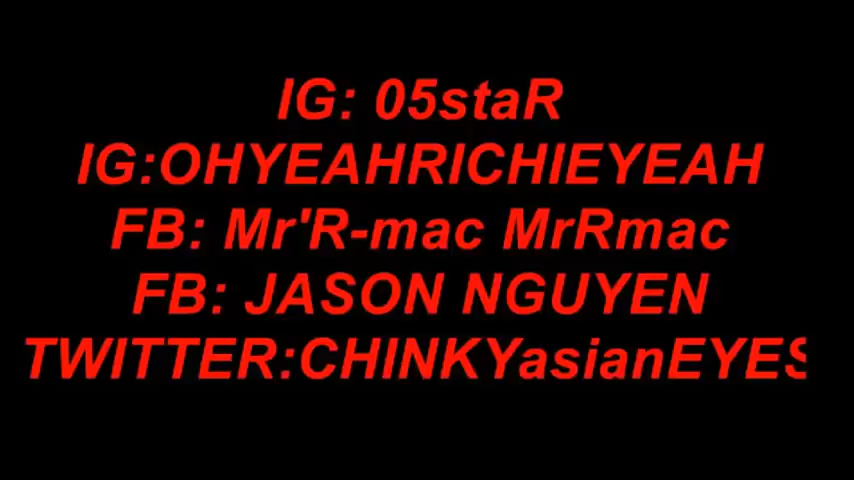 IG: 05staR
IG:OHYEAHRICHIEYEAH
FB: Mr'R-mac MrRmac
FB: JASON NGUYEN
TWITTER:CHINKYasianEYES